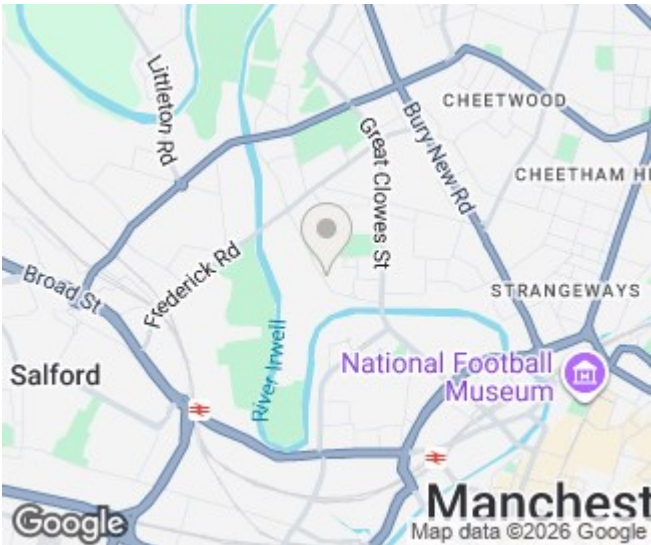 Littleton Rd
CHEETWOOD
Bury New Rd
Great Clowes St
CHEETHAM HI
Frederick Rd
Broad St
STRANGEWAYS
River Irwell
National Football
Museum
Salford
Manchest
Google
Map data ©2026 Google